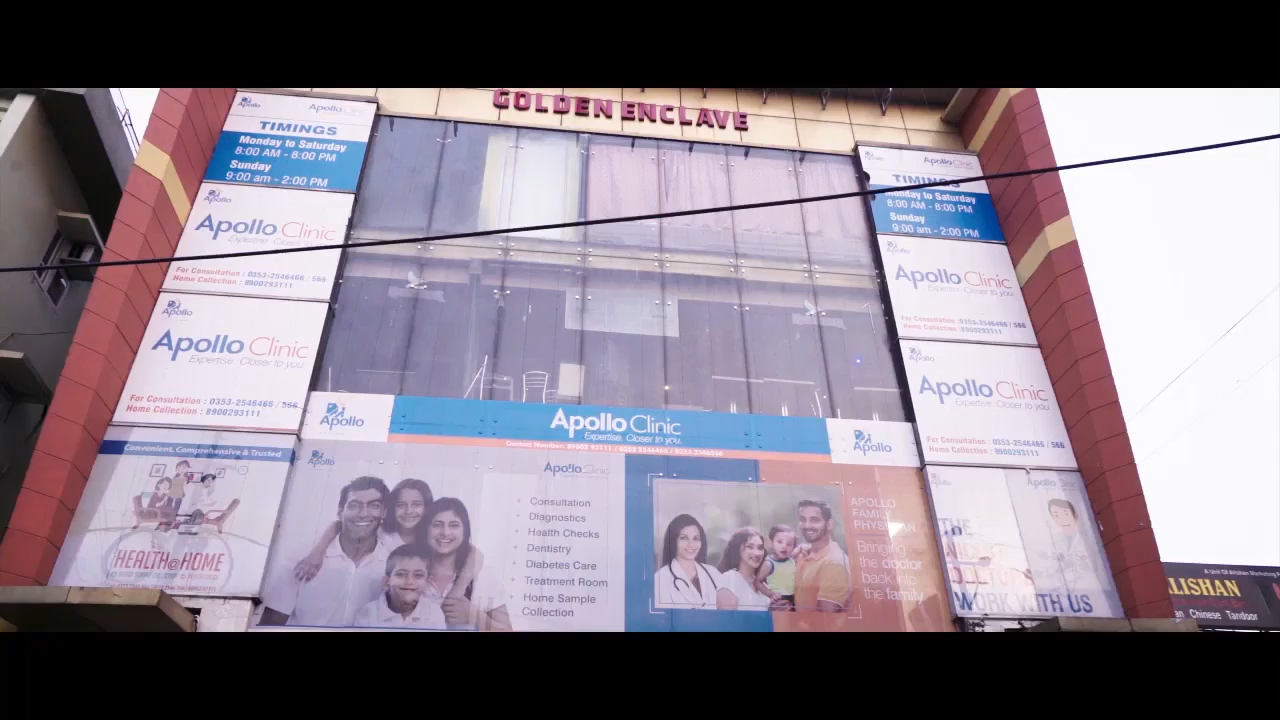 GOLDEN ENCLAVE
Apollo
Apollo Clinic
TIMINGS
Monday to Saturday
8:00 AM - 8:00 PM
Sunday
9:00 am - 2:00 PM
Apollo
Apollo Clinic
Expertise. Closer to you
For Consultation : 0353-2546466 / 566
Home Collection : 8900293111
Apollo
Apollo Clinic
Expertise. Closer to you
For Consultation : 0353-2546466 / 566
Home Collection : 8900293111
Convenient, Comprehensive & Trusted
HEALTH@HOME
Apollo
Apollo Clinic
Expertise. Closer to you.
Apollo
Apollo
Apollo Clinic
Consultation
Diagnostics
Health Checks
Dentistry
Diabetes Care
Treatment Room
Home Sample
Collection
APOLLO
FAMILY
PHYSICIAN
Bringing
the doctor
back into
the family
Apollo Clinic
TIMINGS
Monday to Saturday
8:00 AM - 8:00 PM
Sunday
9:00 am - 2:00 PM
Apollo
Apollo Clinic
Expertise. Closer to you
For Consultation : 0353-2546466 / 566
Home Collection : 8900293111
Apollo
Apollo Clinic
Expertise. Closer to you
For Consultation : 0353-2546466 / 566
Home Collection : 8900293111
Apollo Clinic
THE
WORK WITH US
LISHAN
Chinese Tandoor